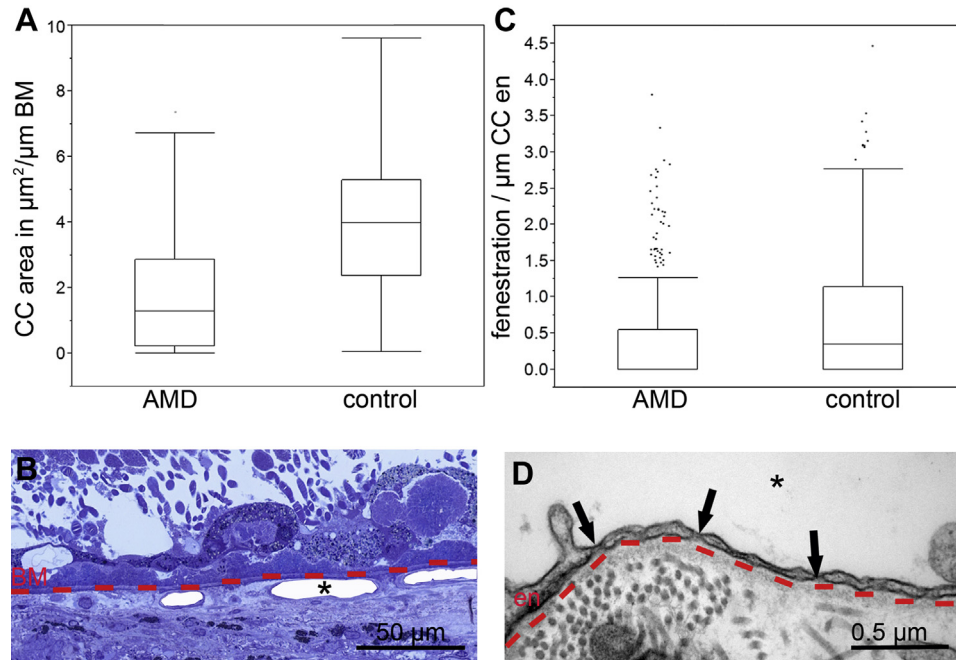 A
CC area in µm²/µm BM
10
8
6
4
2
0
AMD control
C
fenestration / µm CC en
4.5
4.0
3.5
3.0
2.5
2.0
1.5
1.0
0.5
0.0
AMD control
B
BM
*
50 µm
D
*
en
0.5 µm